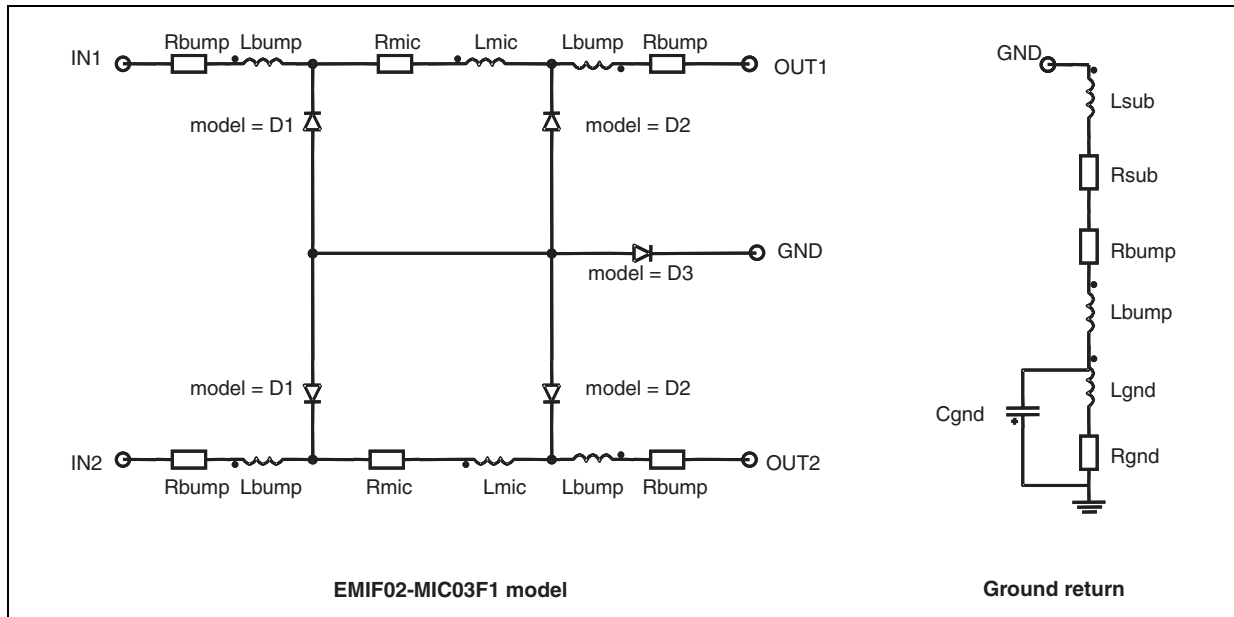 Rbump Lbump Rmic Lmic Lbump Rbump
IN1 OUT1
model = D1 model = D2
GND
model = D3
model = D1 model = D2
IN2 OUT2
Rbump Lbump Rmic Lmic Lbump Rbump
EMIF02-MIC03F1 model
GND
Lsub
Rsub
Rbump
Lbump
Lgnd
Cgnd
Rgnd
Ground return